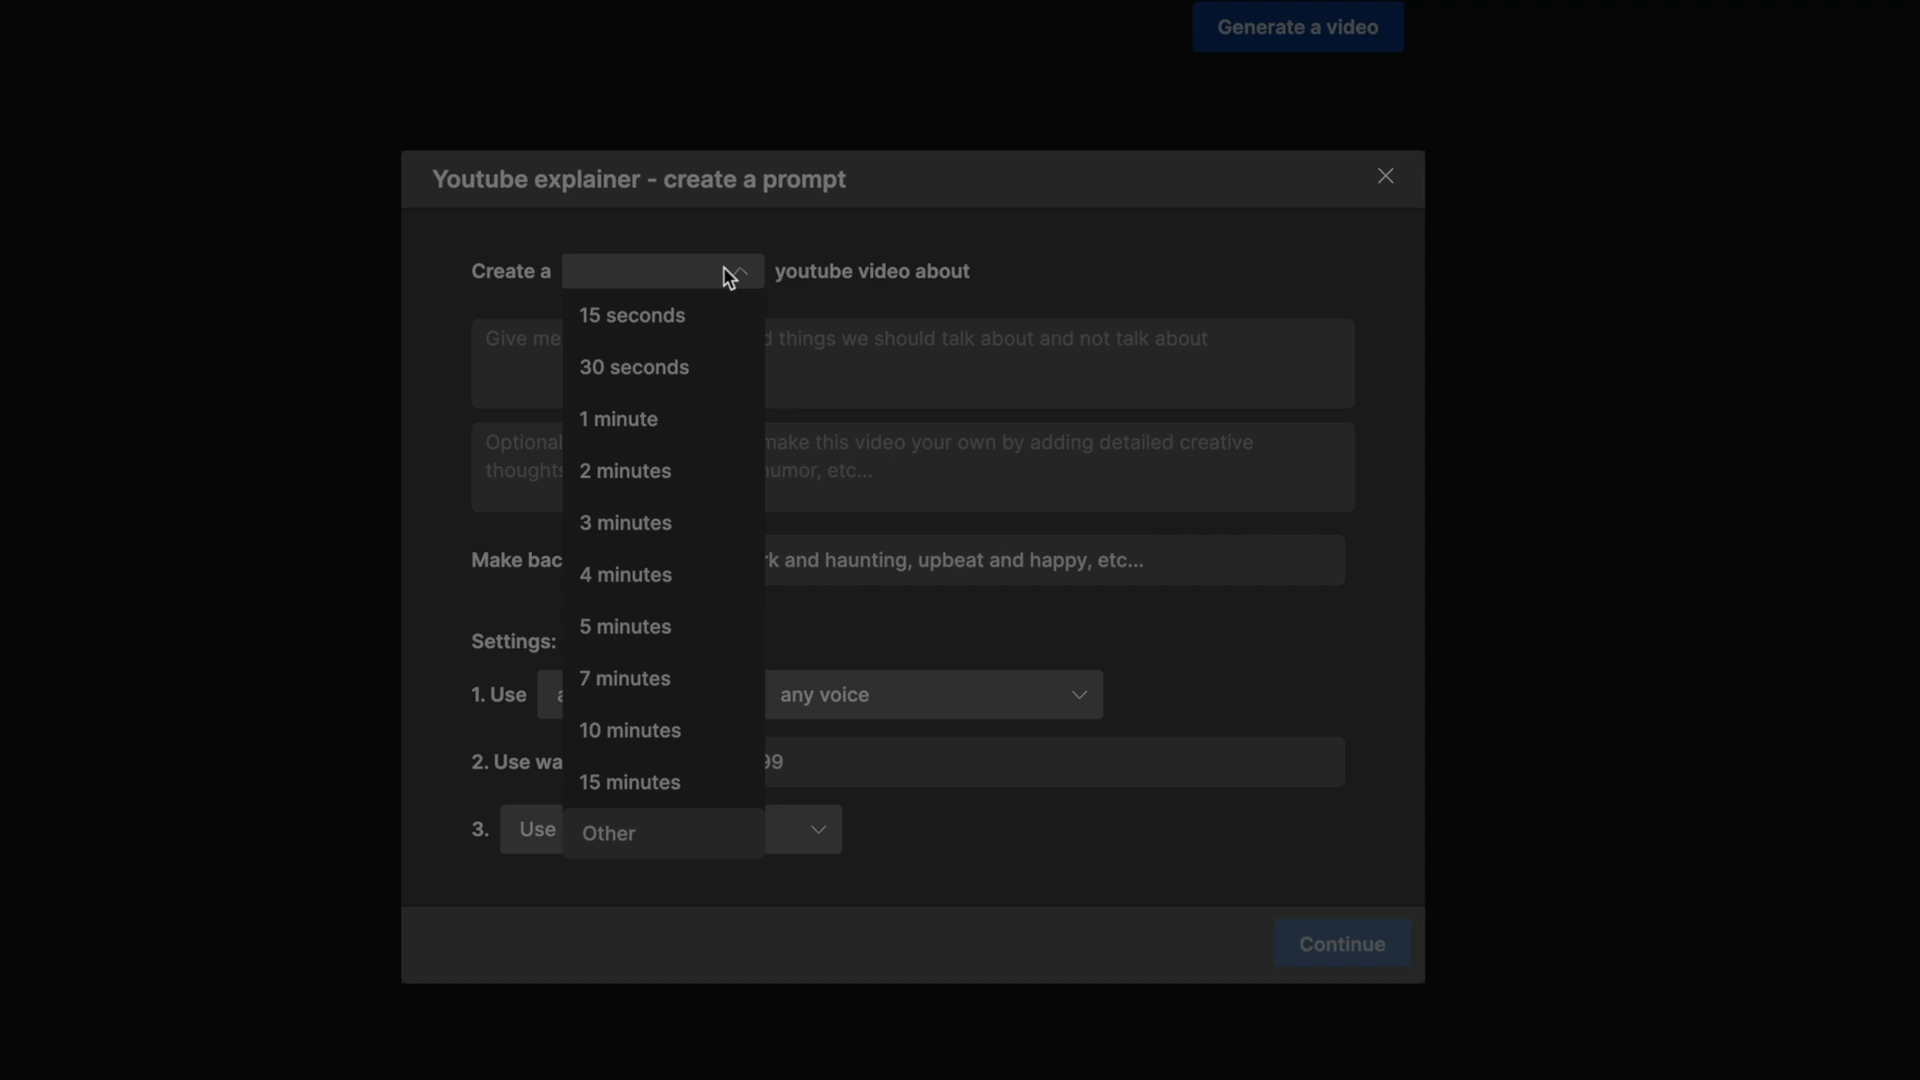 Generate a video
Youtube explainer - create a prompt
Create a youtube video about
15 seconds
Give me d things we should talk about and not talk about
30 seconds
1 minute
Optional make this video your own by adding detailed creative
thoughts humor, etc...
2 minutes
3 minutes
Make bac rk and haunting, upbeat and happy, etc...
4 minutes
5 minutes
Settings:
7 minutes
1. Use a any voice
10 minutes
2. Use wa 99
15 minutes
3. Use
Other
Continue